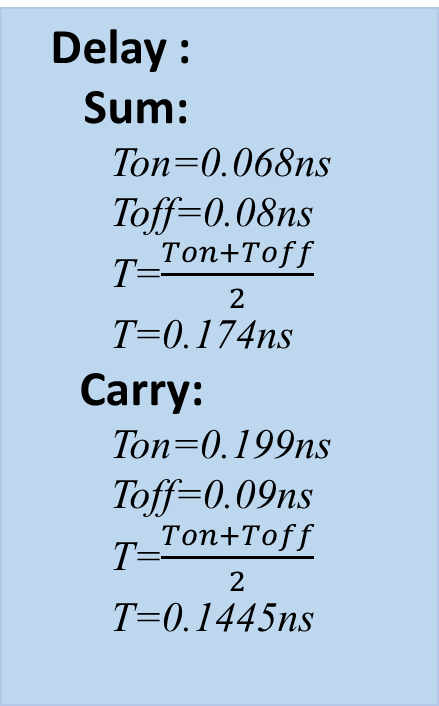 Delay :
Sum:
Ton=0.068ns
Toff=0.08ns
T=Ton+Toff/2
T=0.174ns
Carry:
Ton=0.199ns
Toff=0.09ns
T=Ton+Toff/2
T=0.1445ns